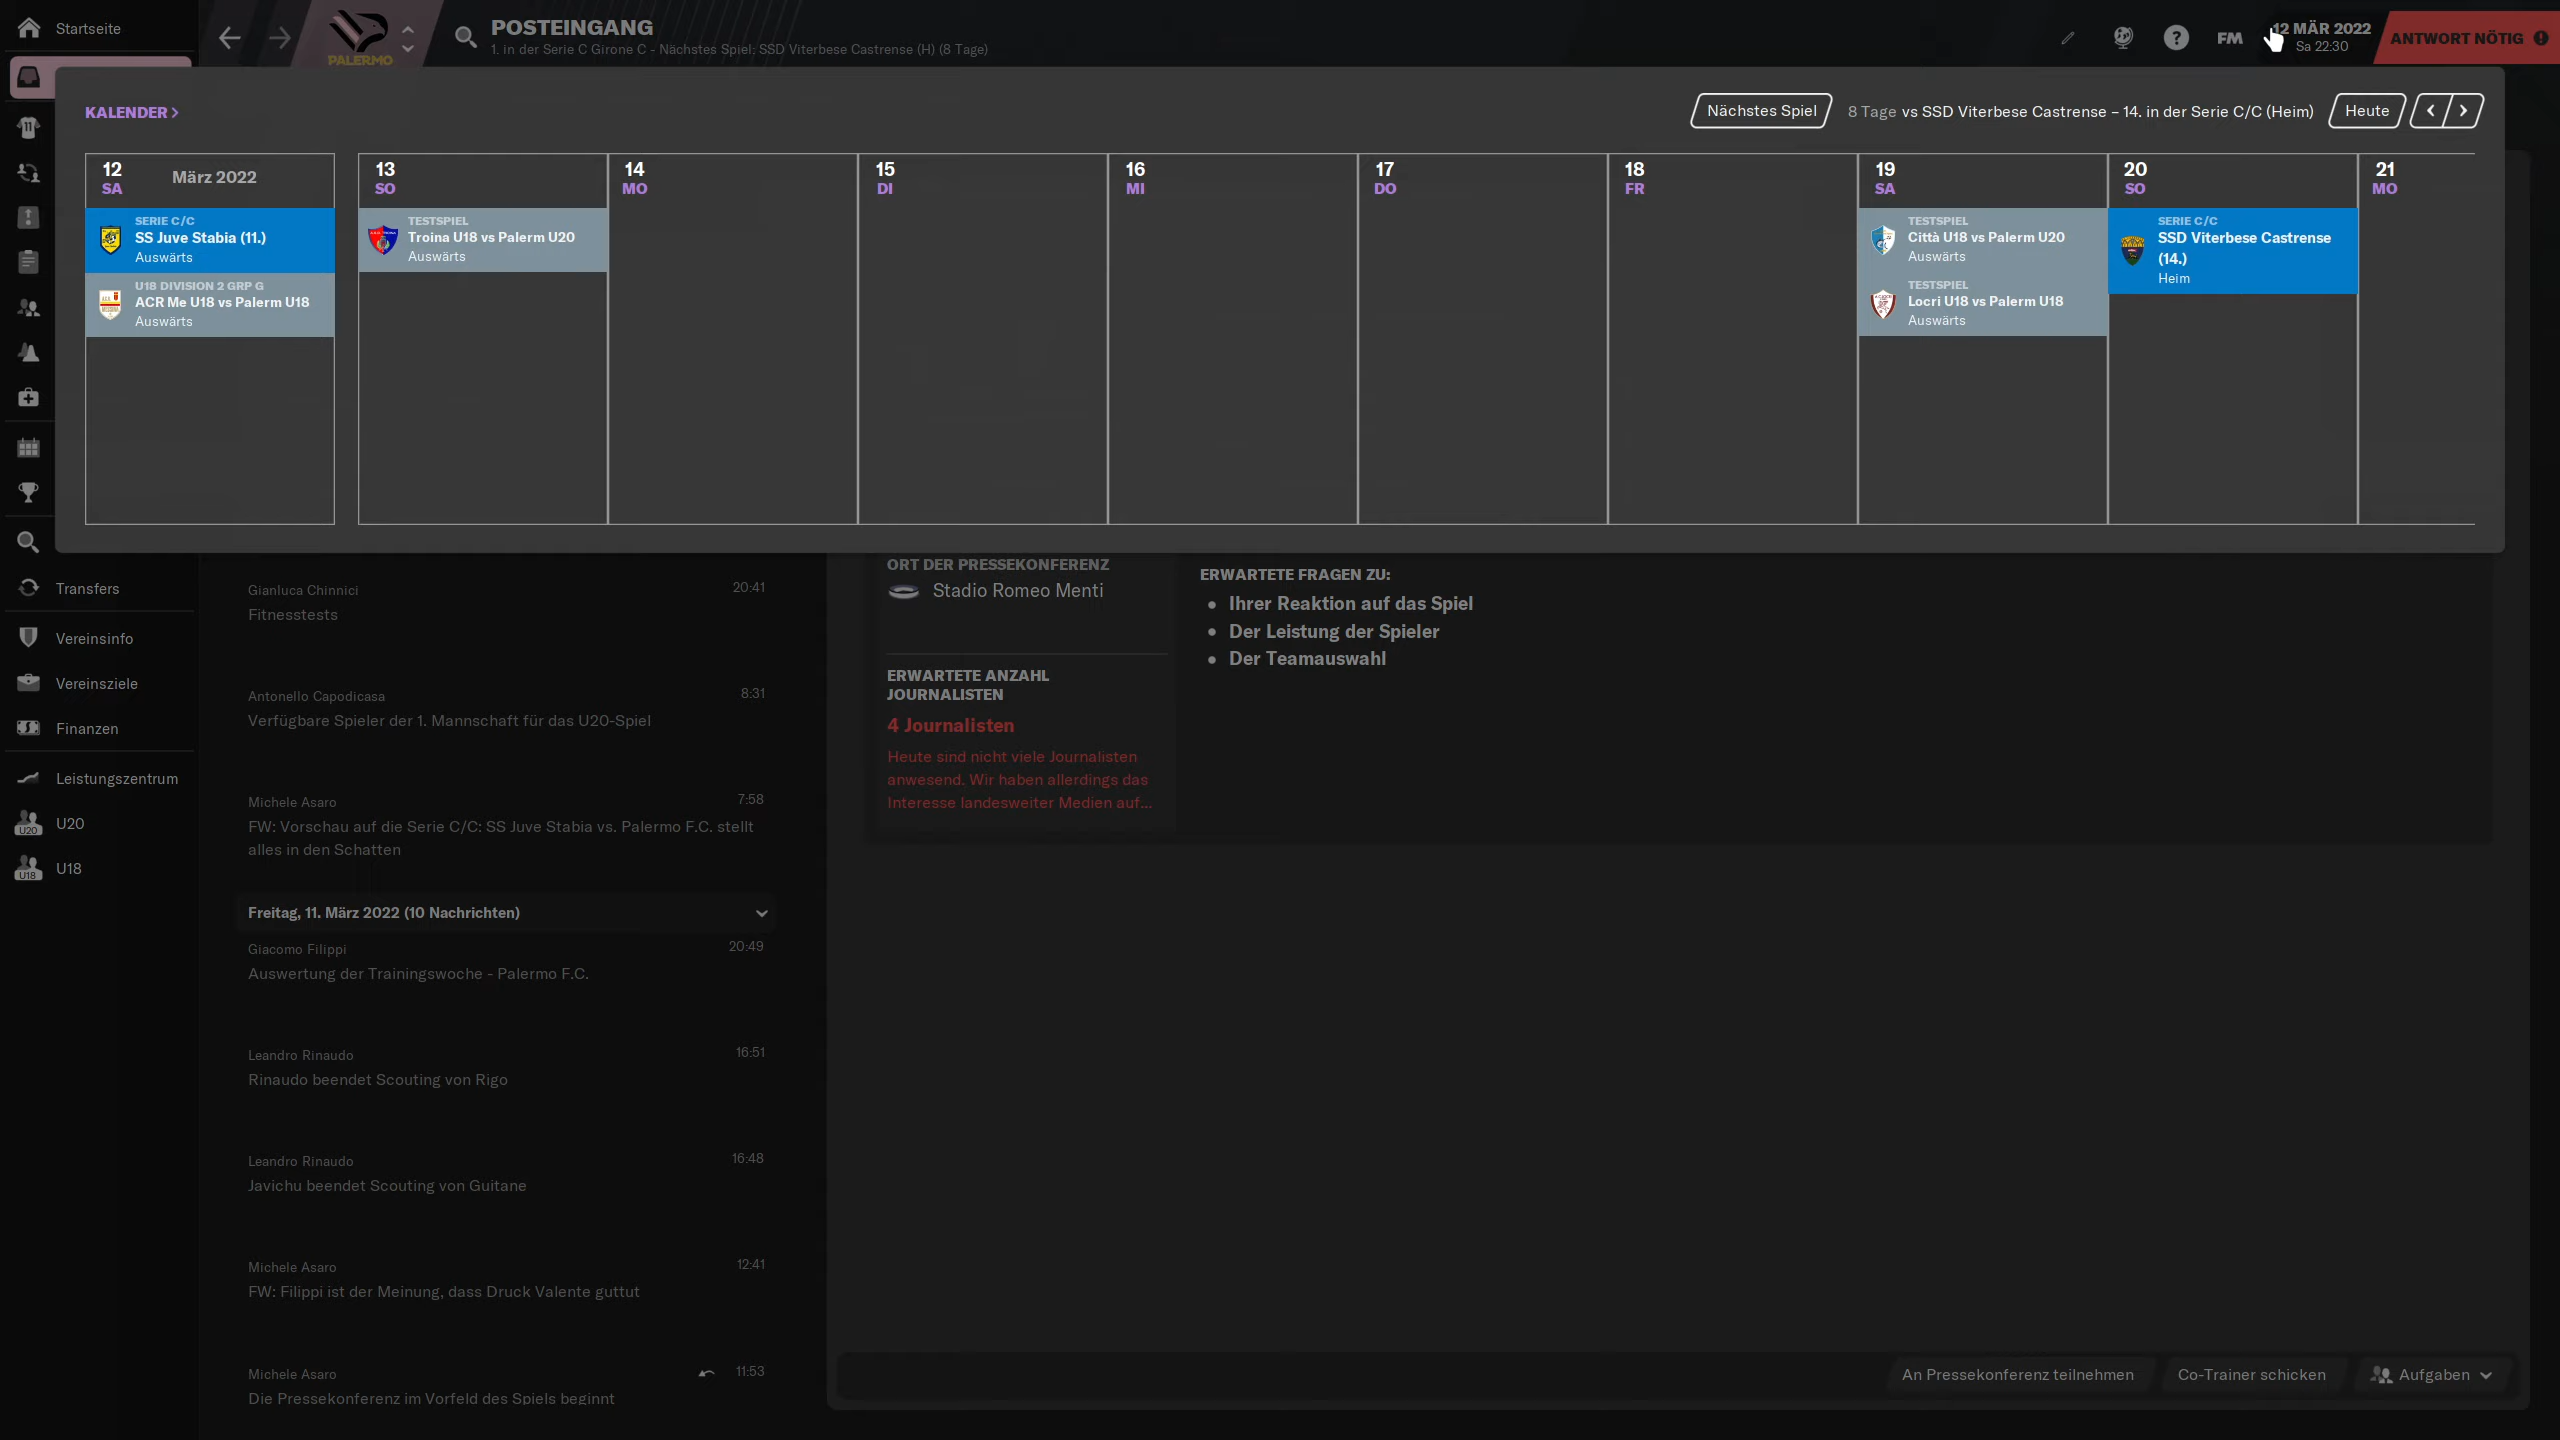 Startseite
PALERMO
POSTEINGANG
1. in der Serie C Girone C - Nächstes Spiel: SSD Viterbese Castrense (H) (8 Tage)
FM
12 MÄR 2022
Sa 22:30
ANTWORT NÖTIG
KALENDER >
Nächstes Spiel
8 Tage vs SSD Viterbese Castrense – 14. in der Serie C/C (Heim)
Heute
12
SA
März 2022
SERIE C/C
SS Juve Stabia (11.)
Auswärts
U18 DIVISION 2 GRP G
ACR Me U18 vs Palerm U18
Auswärts
13
SO
TESTSPIEL
Troina U18 vs Palerm U20
Auswärts
14
MO
15
DI
16
MI
17
DO
18
FR
19
SA
TESTSPIEL
Città U18 vs Palerm U20
Auswärts
TESTSPIEL
Locri U18 vs Palerm U18
Auswärts
20
SO
SERIE C/C
SSD Viterbese Castrense
(14.)
Heim
21
MO
Transfers
Vereinsinfo
Vereinsziele
Finanzen
Leistungszentrum
U20
U20
U18
U18
Gianluca Chinnici
20:41
Fitnesstests
Antonello Capodicasa
8:31
Verfügbare Spieler der 1. Mannschaft für das U20-Spiel
Michele Asaro
7:58
FW: Vorschau auf die Serie C/C: SS Juve Stabia vs. Palermo F.C. stellt
alles in den Schatten
Freitag, 11. März 2022 (10 Nachrichten)
Giacomo Filippi
20:49
Auswertung der Trainingswoche - Palermo F.C.
Leandro Rinaudo
16:51
Rinaudo beendet Scouting von Rigo
Leandro Rinaudo
16:48
Javichu beendet Scouting von Guitane
Michele Asaro
12:41
FW: Filippi ist der Meinung, dass Druck Valente guttut
Michele Asaro
11:53
Die Pressekonferenz im Vorfeld des Spiels beginnt
ORT DER PRESSEKONFERENZ
Stadio Romeo Menti
ERWARTETE ANZAHL
JOURNALISTEN
4 Journalisten
Heute sind nicht viele Journalisten
anwesend. Wir haben allerdings das
Interesse landesweiter Medien auf...
ERWARTETE FRAGEN ZU:
• Ihrer Reaktion auf das Spiel
• Der Leistung der Spieler
• Der Teamauswahl
An Pressekonferenz teilnehmen
Co-Trainer schicken
Aufgaben